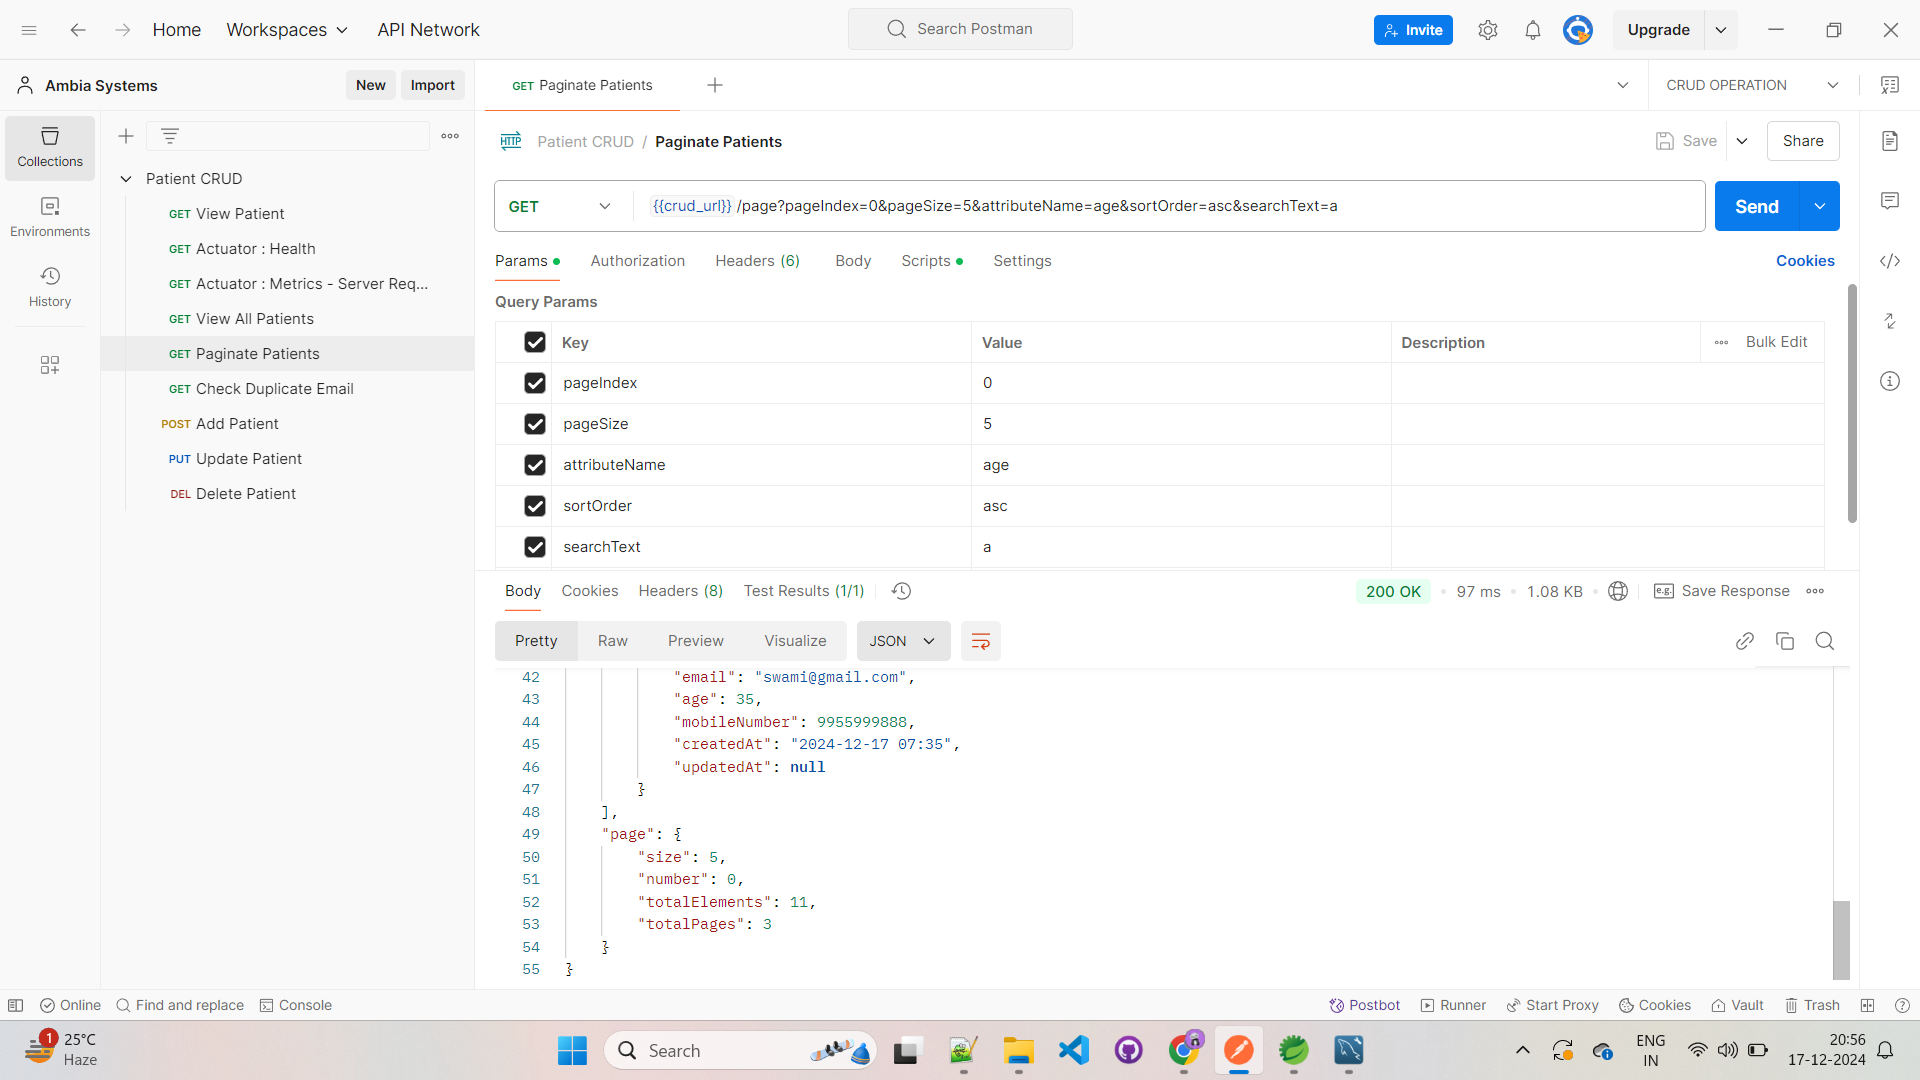 Home Workspaces API Network Search Postman Invite Upgrade
Ambia Systems New Import GET Paginate Patients CRUD OPERATION
Collections
Environments
History
Patient CRUD
GET View Patient
GET Actuator : Health
GET Actuator : Metrics - Server Req...
GET View All Patients
GET Paginate Patients
GET Check Duplicate Email
POST Add Patient
PUT Update Patient
DEL Delete Patient
HTTP Patient CRUD / Paginate Patients Save Share
GET {{crud_url}} /page?pageIndex=0&pageSize=5&attributeName=age&sortOrder=asc&searchText=a Send
Params Authorization Headers (6) Body Scripts Settings Cookies
Query Params
Key Value Description Bulk Edit
pageIndex 0
pageSize 5
attributeName age
sortOrder asc
searchText a
Body Cookies Headers (8) Test Results (1/1) 200 OK 97 ms 1.08 KB e.g. Save Response
Pretty Raw Preview Visualize JSON
42 "email": "swami@gmail.com",
43 "age": 35,
44 "mobileNumber": 9955999888,
45 "createdAt": "2024-12-17 07:35",
46 "updatedAt": null
47 }
48 ],
49 "page": {
50 "size": 5,
51 "number": 0,
52 "totalElements": 11,
53 "totalPages": 3
54 }
55 }
Online Find and replace Console Postbot Runner Start Proxy Cookies Vault Trash
1 25°C
Haze
Search
ENG
IN
20:56
17-12-2024